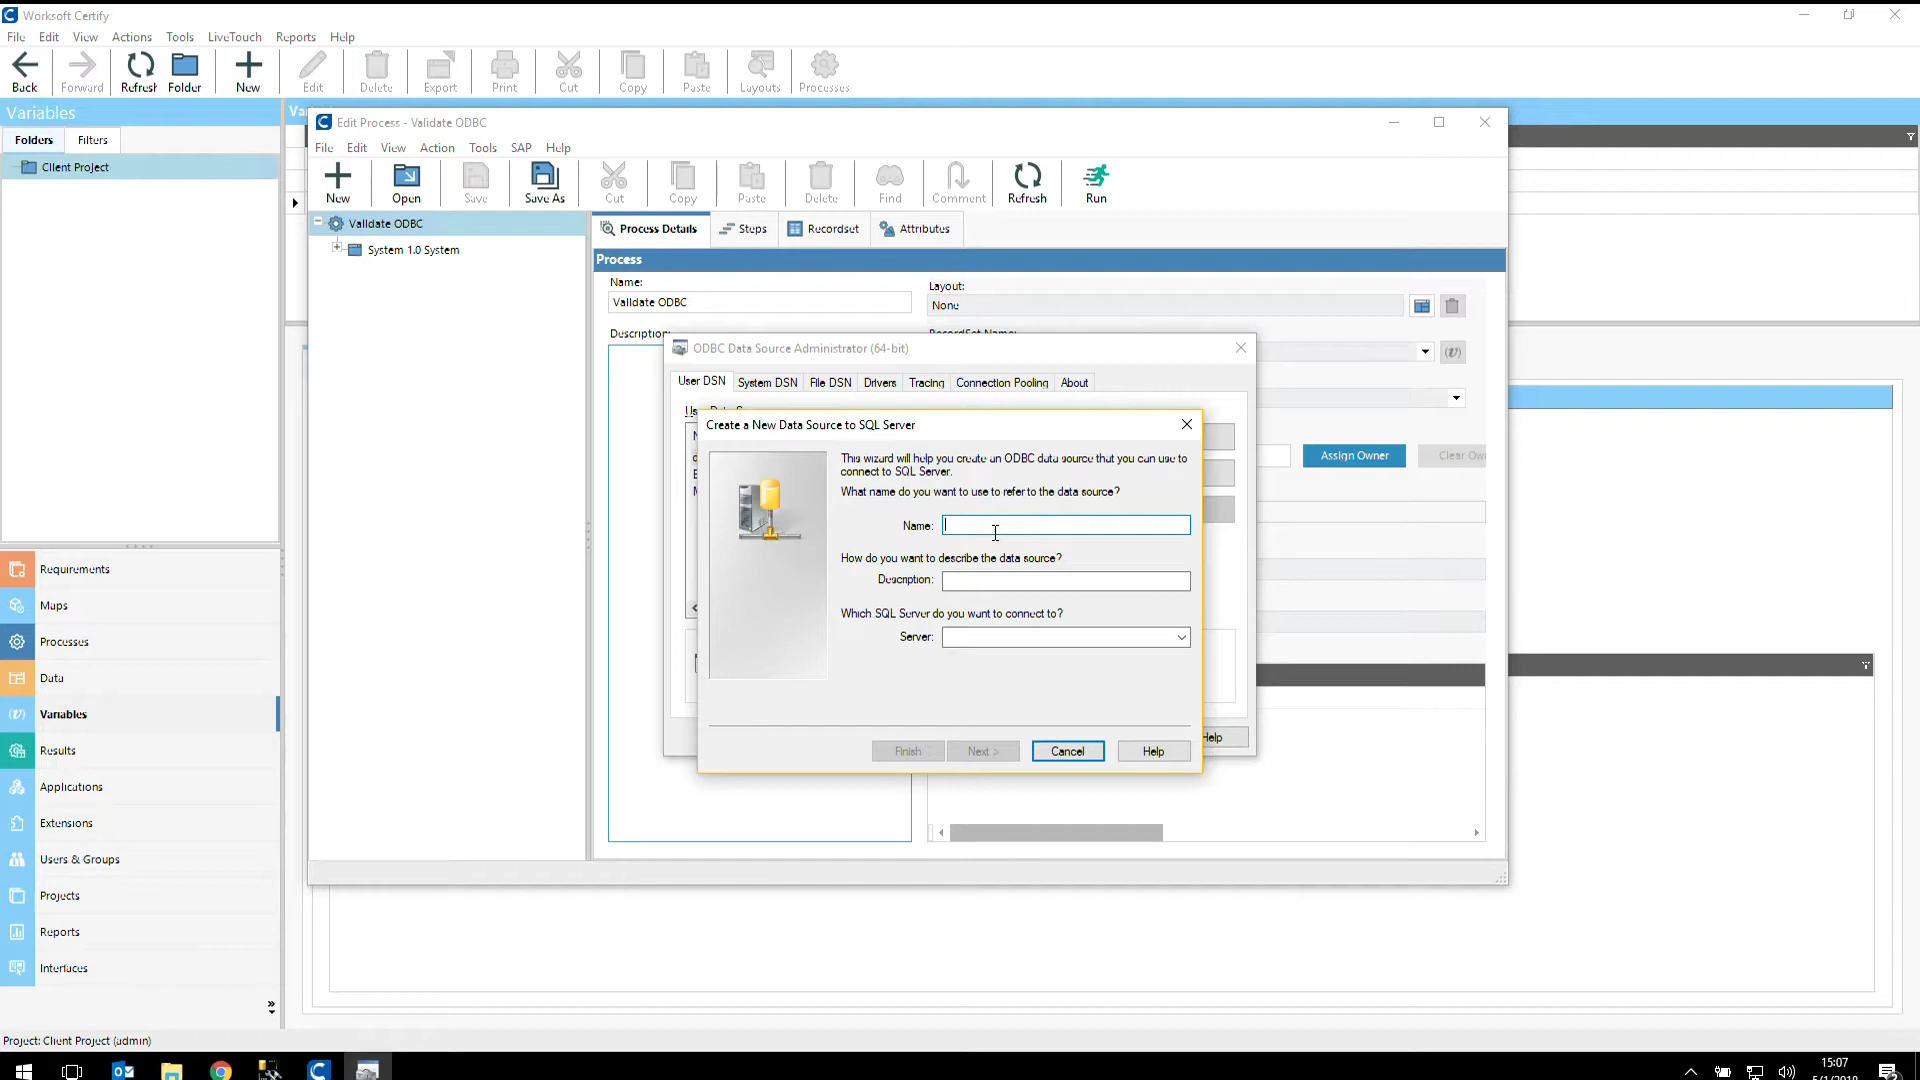 Worksoft Certify
File Edit View Actions Tools LiveTouch Reports Help
Back Forward Refresh Folder New Edit Delete Export Print Cut Copy Paste Layouts Processes
Variables
Folders Filters
Client Project
Edit Process - Validate ODBC
File Edit View Action Tools SAP Help
New Open Save Save As Cut Copy Paste Delete Find Comment Refresh Run
Validate ODBC
System 1.0 System
Process Details Steps Recordset Attributes
Process
Name:
Validate ODBC
Layout:
None
Description:
RecordSet Name:
Assign Owner
ODBC Data Source Administrator (64-bit)
User DSN System DSN File DSN Drivers Tracing Connection Pooling About
Create a New Data Source to SQL Server
This wizard will help you create an ODBC data source that you can use to
connect to SQL Server.
What name do you want to use to refer to the data source?
Name:
How do you want to describe the data source?
Description:
Which SQL Server do you want to connect to?
Server:
Finish Next > Cancel Help
Help
Requirements
Maps
Processes
Data
Variables
Results
Applications
Extensions
Users & Groups
Projects
Reports
Interfaces
Project: Client Project (admin)
15:07